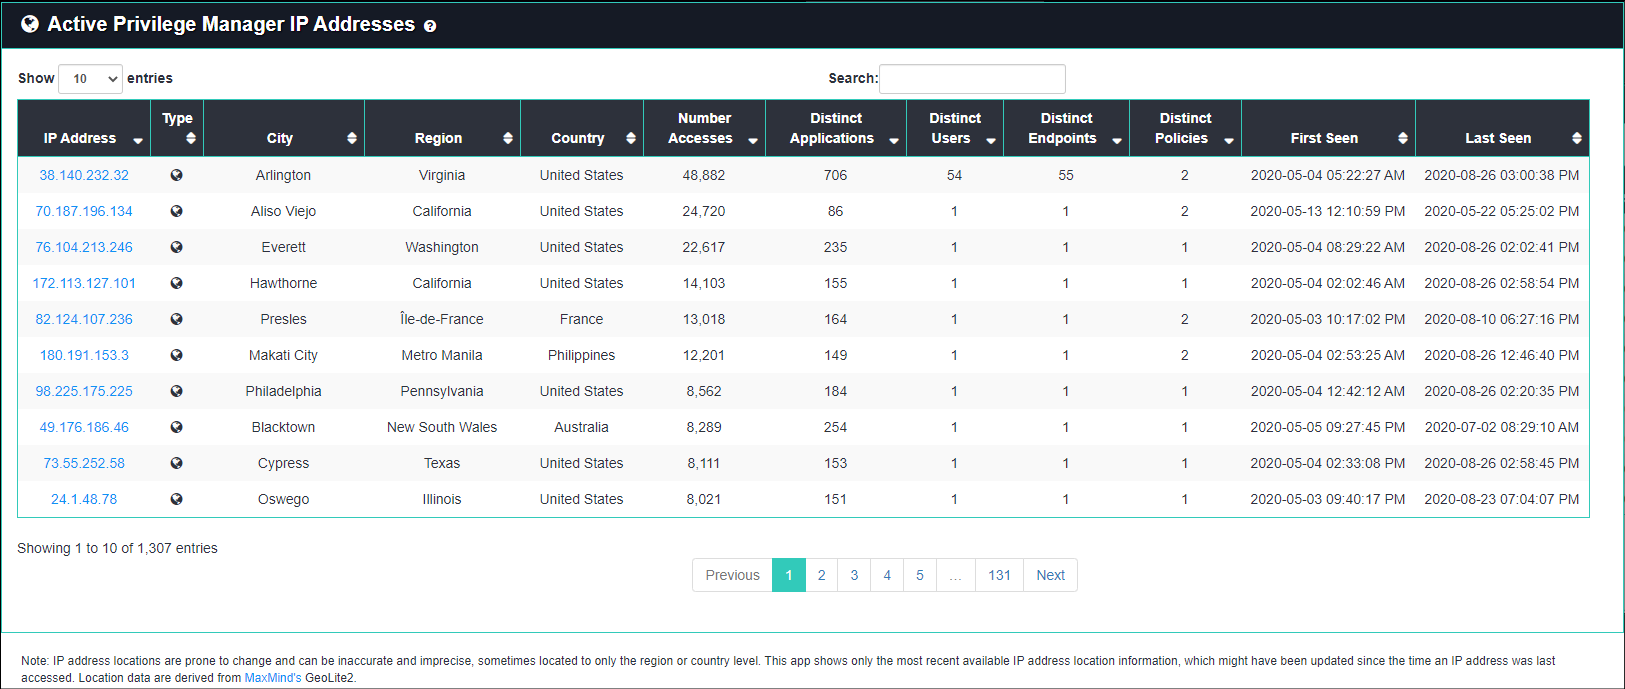 Active Privilege Manager IP Addresses ?
Show 10 entries Search:
IP Address Type City Region Country Number Accesses Distinct Applications Distinct Users Distinct Endpoints Distinct Policies First Seen Last Seen
38.140.232.32 Arlington Virginia United States 48,882 706 54 55 2 2020-05-04 05:22:27 AM 2020-08-26 03:00:38 PM
70.187.196.134 Aliso Viejo California United States 24,720 86 1 1 2 2020-05-13 12:10:59 PM 2020-05-22 05:25:02 PM
76.104.213.246 Everett Washington United States 22,617 235 1 1 1 2020-05-04 08:29:22 AM 2020-08-26 02:02:41 PM
172.113.127.101 Hawthorne California United States 14,103 155 1 1 1 2020-05-04 02:02:46 AM 2020-08-26 02:58:54 PM
82.124.107.236 Presles Île-de-France France 13,018 164 1 1 2 2020-05-03 10:17:02 PM 2020-08-10 06:27:16 PM
180.191.153.3 Makati City Metro Manila Philippines 12,201 149 1 1 2 2020-05-04 02:53:25 AM 2020-08-26 12:46:40 PM
98.225.175.225 Philadelphia Pennsylvania United States 8,562 184 1 1 1 2020-05-04 12:42:12 AM 2020-08-26 02:20:35 PM
49.176.186.46 Blacktown New South Wales Australia 8,289 254 1 1 1 2020-05-05 09:27:45 PM 2020-07-02 08:29:10 AM
73.55.252.58 Cypress Texas United States 8,111 153 1 1 1 2020-05-04 02:33:08 PM 2020-08-26 02:58:45 PM
24.1.48.78 Oswego Illinois United States 8,021 151 1 1 1 2020-05-03 09:40:17 PM 2020-08-23 07:04:07 PM
Showing 1 to 10 of 1,307 entries
Previous 1 2 3 4 5 … 131 Next
Note: IP address locations are prone to change and can be inaccurate and imprecise, sometimes located to only the region or country level. This app shows only the most recent available IP address location information, which might have been updated since the time an IP address was last
accessed. Location data are derived from MaxMind's GeoLite2.